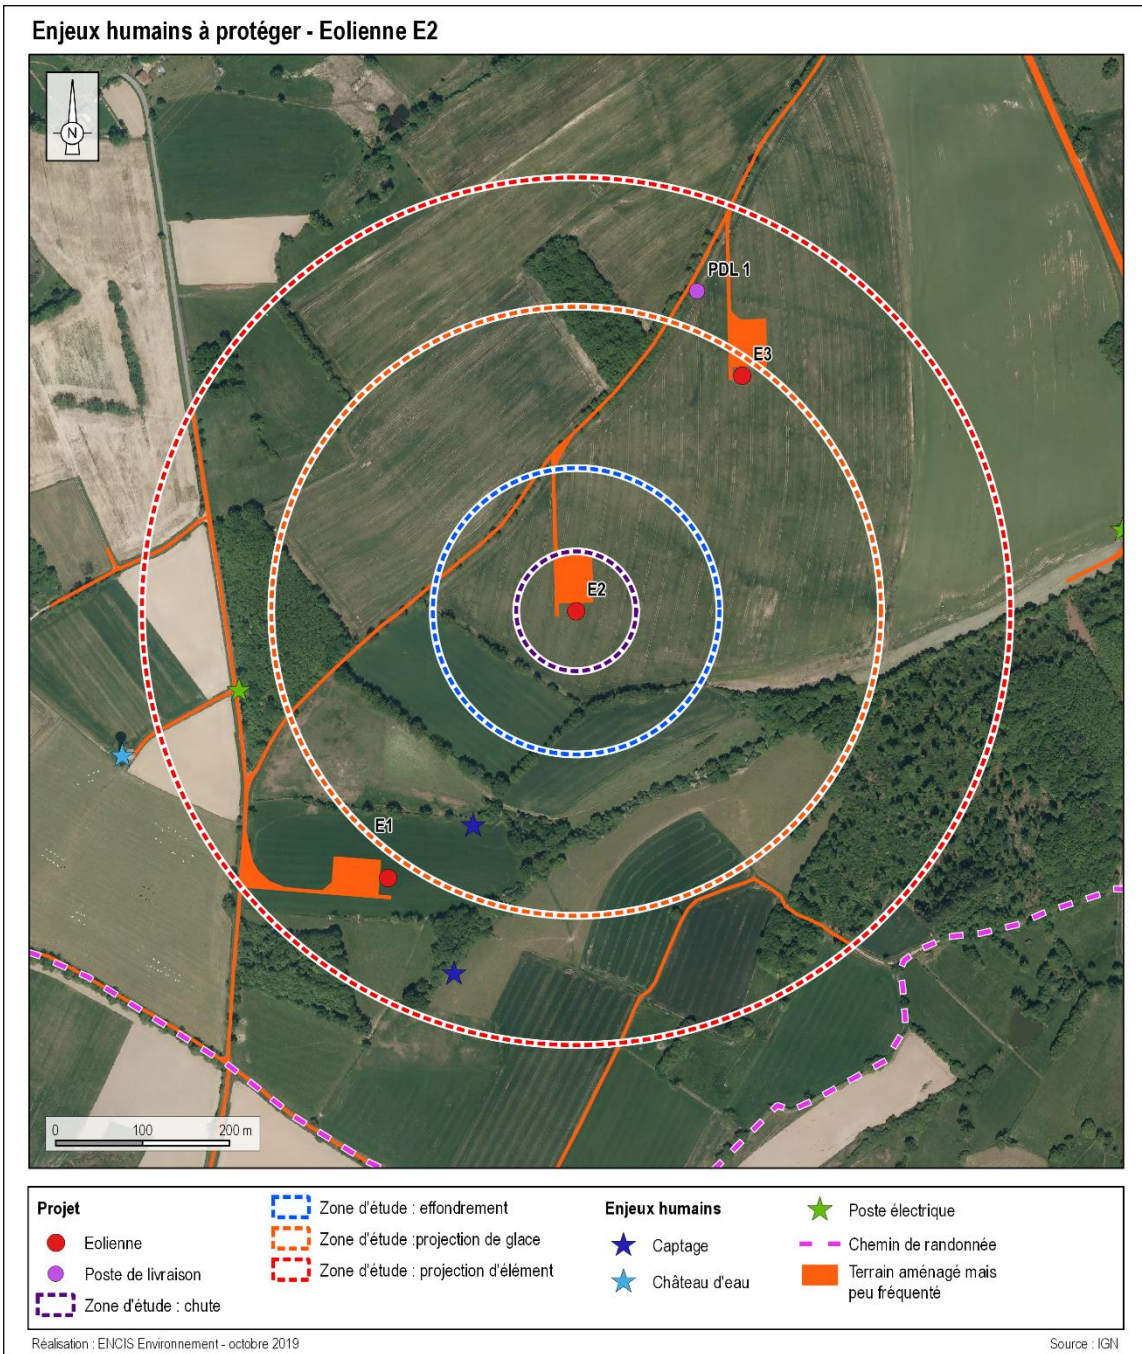 Enjeux humains à protéger - Eolienne E2
N
PDL 1
E3
E2
E1
0 100 200 m
Projet
Eolienne
Poste de livraison
Zone d'étude : chute
Zone d'étude : effondrement
Zone d'étude :projection de glace
Zone d'étude : projection d'élément
Enjeux humains
Captage
Château d'eau
Poste électrique
Chemin de randonnée
Terrain aménagé mais
peu fréquenté
Réalisation : ENCIS Environnement - octobre 2019
Source : IGN